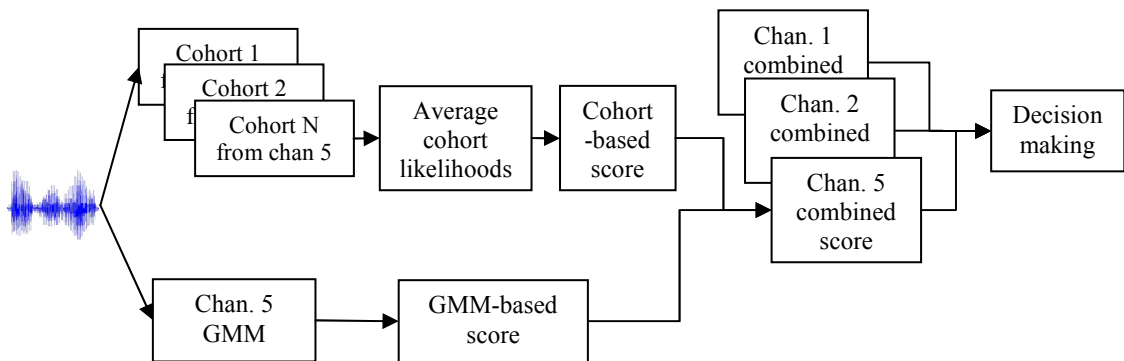 Cohort 1
Cohort 2
Cohort N
from chan 5
Average
cohort
likelihoods
Cohort
-based
score
Chan. 1
combined
Chan. 2
combined
Chan. 5
combined
score
Decision
making
Chan. 5
GMM
GMM-based
score